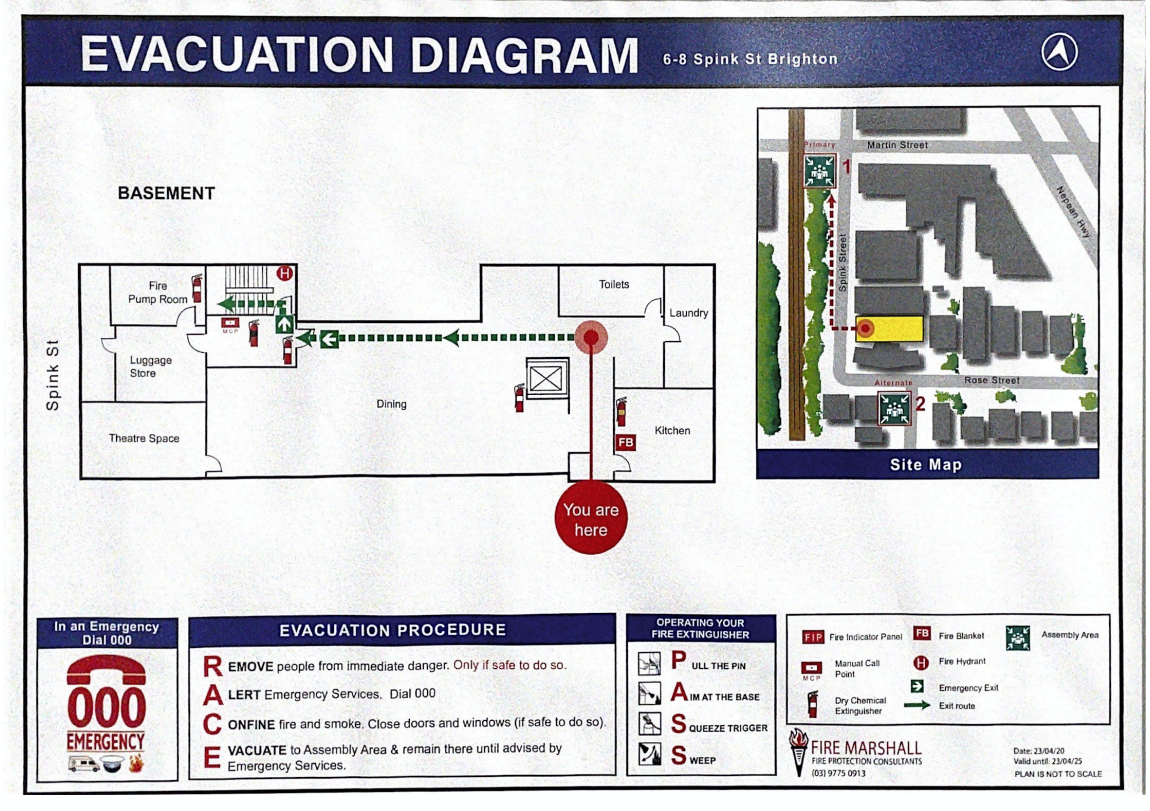 EVACUATION DIAGRAM 6-8 Spink St Brighton
BASEMENT
Spink St
Fire
Pump Room
H
MCP
Luggage
Store
Theatre Space
Dining
Toilets
Laundry
Kitchen
FB
You are
here
Primary
1
Martin Street
Nepean Hwy
Spink Street
Rose Street
Alternate
2
Site Map
In an Emergency
Dial 000
000
EMERGENCY
EVACUATION PROCEDURE
REMOVE people from immediate danger. Only if safe to do so.
ALERT Emergency Services. Dial 000
CONFINE fire and smoke. Close doors and windows (if safe to do so).
EVACUATE to Assembly Area & remain there until advised by
Emergency Services.
OPERATING YOUR
FIRE EXTINGUISHER
PULL THE PIN
AIM AT THE BASE
SQUEEZE TRIGGER
SWEEP
FIP Fire Indicator Panel
MCP Manual Call
Point
Dry Chemical
Extinguisher
FB Fire Blanket
H Fire Hydrant
Emergency Exit
Exit route
Assembly Area
FIRE MARSHALL
FIRE PROTECTION CONSULTANTS
(03) 9775 0913
Date: 23/04/20
Valid until: 23/04/25
PLAN IS NOT TO SCALE